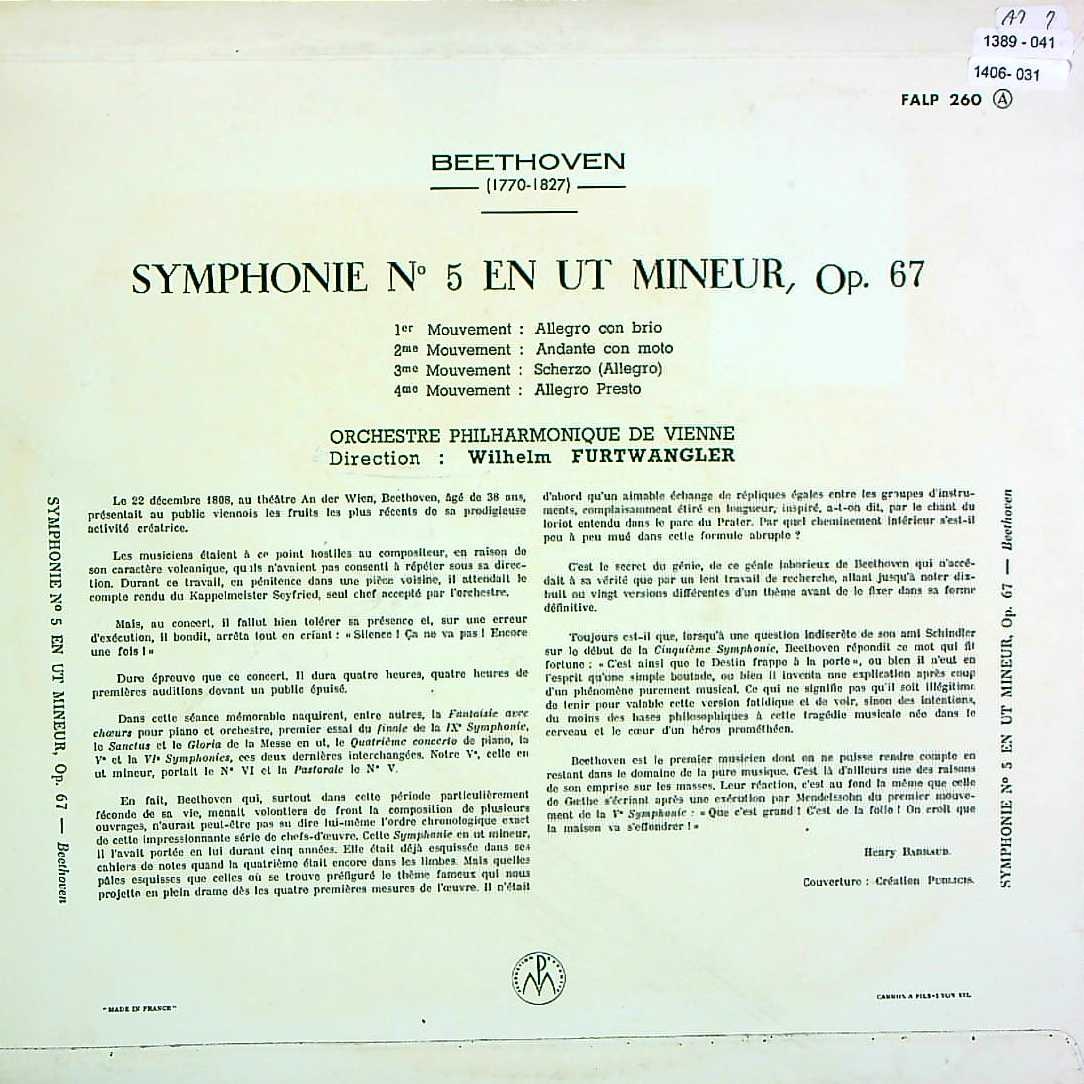 A7 7
1389 - 041
1406- 031
FALP 260 Ⓐ
BEETHOVEN
(1770-1827)
SYMPHONIE No 5 EN UT MINEUR, Op. 67
1er Mouvement : Allegro con brio
2me Mouvement : Andante con moto
3me Mouvement : Scherzo (Allegro)
4me Mouvement : Allegro Presto
ORCHESTRE PHILHARMONIQUE DE VIENNE
Direction : Wilhelm FURTWANGLER
SYMPHONIE No 5 EN UT MINEUR, Op. 67 — Beethoven
Le 22 décembre 1808, au théâtre An der Wien, Beethoven, âgé de 38 ans,
présentait au public viennois les fruits les plus récents de sa prodigieuse
activité créatrice.
Les musiciens étaient à ce point hostiles au compositeur, en raison de
son caractère volcanique, qu'ils n'avaient pas consenti à répéter sous sa direc-
tion. Durant ce travail, en pénitence dans une pièce voisine, il attendait le
compte rendu du Kappelmeister Seyfried, seul chef accepté par l'orchestre.
Mais, au concert, il fallut bien tolérer sa présence et, sur une erreur
d'exécution, il bondit, arrêta tout en criant : « Silence ! Ça ne va pas ! Encore
une fois ! »
Dure épreuve que ce concert. Il dura quatre heures, quatre heures de
premières auditions devant un public épuisé.
Dans cette séance mémorable naquirent, entre autres, la Fantaisie avec
chœurs pour piano et orchestre, premier essai du finale de la IXe Symphonie,
le Sanctus et le Gloria de la Messe en ut, le Quatrième concerto de piano, la
Ve et la VIe Symphonies, ces deux dernières interchangées. Notre Ve, celle en
ut mineur, portait le No VI et la Pastorale le No V.
En fait, Beethoven qui, surtout dans cette période particulièrement
féconde de sa vie, menait volontiers de front la composition de plusieurs
ouvrages, n'aurait peut-être pas su dire lui-même l'ordre chronologique exact
de cette impressionnante série de chefs-d'œuvre. Cette Symphonie en ut mineur,
il l'avait portée en lui durant cinq années. Elle était déjà esquissée dans ses
cahiers de notes quand la quatrième était encore dans les limbes. Mais quelles
pâles esquisses que celles où se trouve préfiguré le thème fameux qui nous
projette en plein drame dès les quatre premières mesures de l'œuvre. Il n'était
d'abord qu'un aimable échange de répliques égales entre les groupes d'instru-
ments, complaisamment étiré en longueur, inspiré, a-t-on dit, par le chant du
loriot entendu dans le parc du Prater. Par quel cheminement intérieur s'est-il
peu à peu mué dans cette formule abrupte ?
C'est le secret du génie, de ce génie laborieux de Beethoven qui n'accé-
dait à sa vérité que par un lent travail de recherche, allant jusqu'à noter dix-
huit ou vingt versions différentes d'un thème avant de le fixer dans sa forme
définitive.
Toujours est-il que, lorsqu'à une question indiscrète de son ami Schindler
sur le début de la Cinquième Symphonie, Beethoven répondit ce mot qui fit
fortune : « C'est ainsi que le Destin frappe à la porte », ou bien il n'eut en
l'esprit qu'une simple boutade, ou bien il inventa une explication après coup
d'un phénomène purement musical. Ce qui ne signifie pas qu'il soit illégitime
de tenir pour valable cette version fatidique et de voir, sinon des intentions,
du moins des bases philosophiques à cette tragédie musicale née dans le
cerveau et le cœur d'un héros prométhéen.
Beethoven est le premier musicien dont on ne puisse rendre compte en
restant dans le domaine de la pure musique. C'est là d'ailleurs une des raisons
de son emprise sur les masses. Leur réaction, c'est au fond la même que celle
de Gœthe s'écriant après une exécution par Mendelssohn du premier mouve-
ment de la Ve Symphonie : « Que c'est grand ! C'est de la folie ! On croit que
la maison va s'effondrer ! »
Henry BARRAUD.
Couverture : Création PUBLICIS.
SYMPHONIE No 5 EN UT MINEUR, Op. 67 — Beethoven
"MADE IN FRANCE"